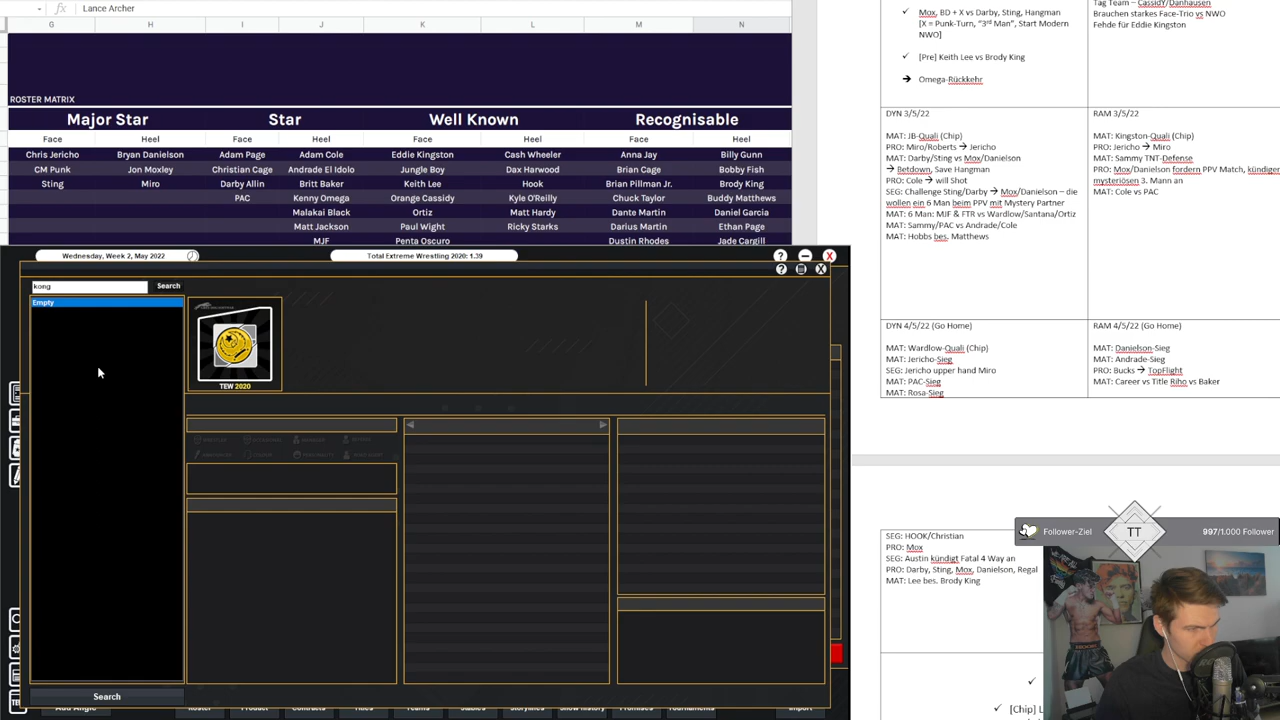 fx Lance Archer
G H I J K L M N
ROSTER MATRIX
Major Star Star Well Known Recognisable
Face Heel Face Heel Face Heel Face Heel
Chris Jericho Bryan Danielson Adam Page Adam Cole Eddie Kingston Cash Wheeler Anna Jay Billy Gunn
CM Punk Jon Moxley Christian Cage Andrade El Idolo Jungle Boy Dax Harwood Brian Cage Bobby Fish
Sting Miro Darby Allin Britt Baker Keith Lee Hook Brian Pillman Jr. Brody King
PAC Kenny Omega Orange Cassidy Kyle O'Reilly Chuck Taylor Buddy Matthews
Malakai Black Ortiz Matt Hardy Dante Martin Daniel Garcia
Matt Jackson Paul Wight Ricky Starks Darius Martin Ethan Page
MJF Penta Oscuro Dustin Rhodes Jade Cargill
Wednesday, Week 2, May 2022
Total Extreme Wrestling 2020: 1.39
? X
? X
kong
Search
Empty
TEW 2020
Search
Add Angle
Roster Product Contracts Titles Teams Stables Storylines Show History Promises Tournaments Import
✓ Mox, BD + X vs Darby, Sting, Hangman
[X = Punk-Turn, "3rd Man", Start Modern
NWO]
✓ [Pre] Keith Lee vs Brody King
➔ Omega-Rückkehr
Tag Team – CassidY/Danhausen
Brauchen starkes Face-Trio vs NWO
Fehde für Eddie Kingston
DYN 3/5/22
MAT: JB-Quali (Chip)
PRO: Miro/Roberts → Jericho
MAT: Darby/Sting vs Mox/Danielson
→ Betdown, Save Hangman
PRO: Cole → will Shot
SEG: Challenge Sting/Darby → Mox/Danielson – die
wollen ein 6 Man beim PPV mit Mystery Partner
MAT: 6 Man: MJF & FTR vs Wardlow/Santana/Ortiz
MAT: Sammy/PAC vs Andrade/Cole
MAT: Hobbs bes. Matthews
RAM 3/5/22
MAT: Kingston-Quali (Chip)
PRO: Jericho → Miro
MAT: Sammy TNT-Defense
PRO: Mox/Danielson fordern PPV Match, kündigen
mysteriösen 3. Mann an
MAT: Cole vs PAC
DYN 4/5/22 (Go Home)
MAT: Wardlow-Quali (Chip)
MAT: Jericho-Sieg
SEG: Jericho upper hand Miro
MAT: PAC-Sieg
MAT: Rosa-Sieg
RAM 4/5/22 (Go Home)
MAT: Danielson-Sieg
MAT: Andrade-Sieg
PRO: Bucks → TopFlight
MAT: Career vs Title Riho vs Baker
SEG: HOOK/Christian
PRO: Mox
SEG: Austin kündigt Fatal 4 Way an
PRO: Darby, Sting, Mox, Danielson, Regal
MAT: Lee bes. Brody King
Follower-Ziel TT 997/1.000 Follower
✓
✓ [Chip]